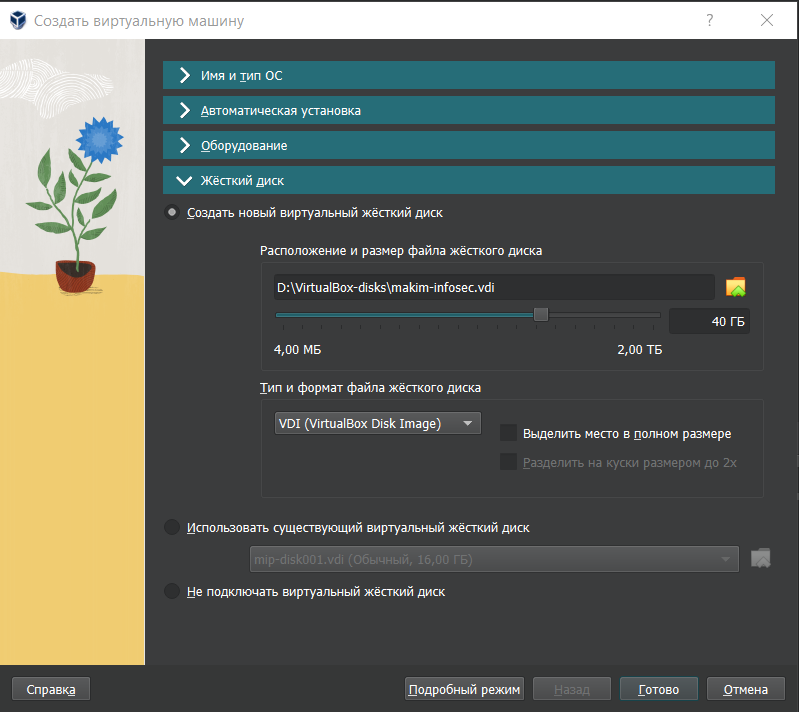 Создать виртуальную машину
?
Имя и тип ОС
Автоматическая установка
Оборудование
Жёсткий диск
Создать новый виртуальный жёсткий диск
Расположение и размер файла жёсткого диска
D:\VirtualBox-disks\makim-infosec.vdi
40 ГБ
4,00 МБ 2,00 ТБ
Тип и формат файла жёсткого диска
VDI (VirtualBox Disk Image)
Выделить место в полном размере
Разделить на куски размером до 2х
Использовать существующий виртуальный жёсткий диск
mip-disk001.vdi (Обычный, 16,00 ГБ)
Не подключать виртуальный жёсткий диск
Справка Подробный режим Назад Готово Отмена